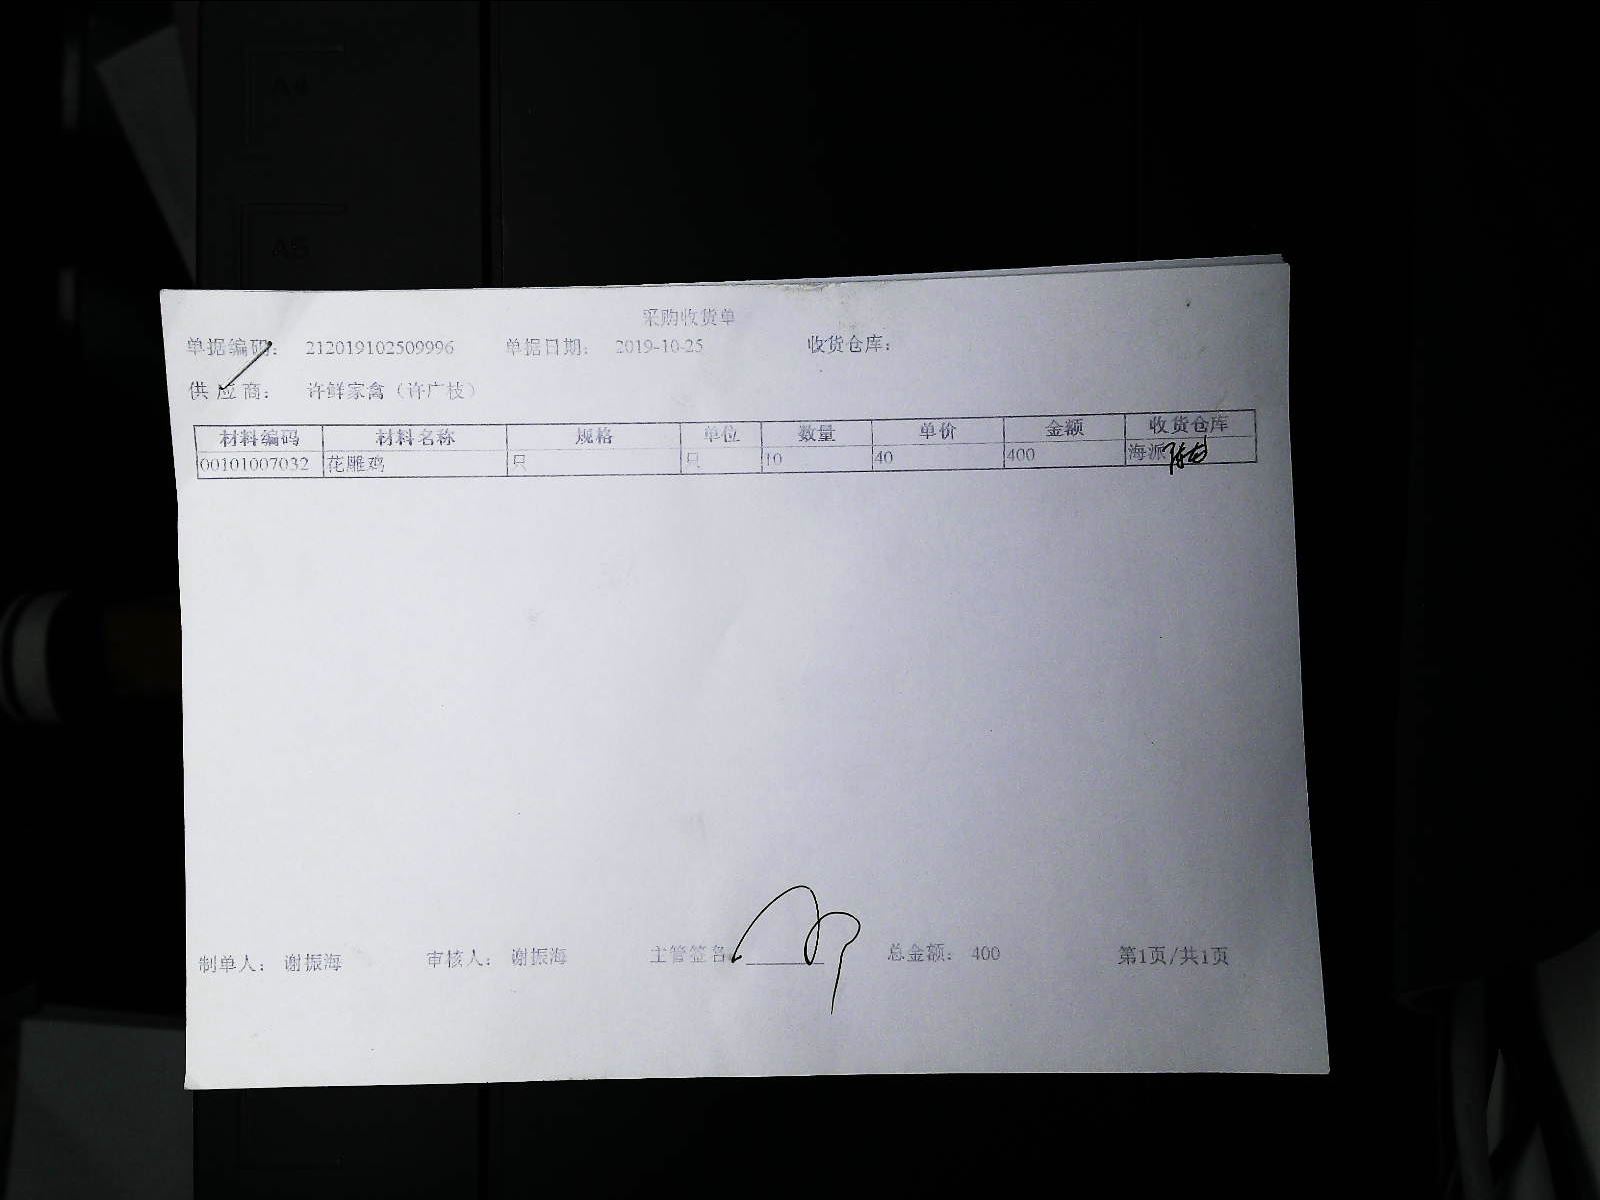 A4
A5
采购收货单
单据编码： 212019102509996 单据日期： 2019-10-25 收货仓库：
供应商： 许鲜家禽（许广枝）
材料编码 材料名称 规格 单位 数量 单价 金额 收货仓库
00101007032 花雕鸡 只 只 10 40 400 海派
制单人： 谢振海 审核人： 谢振海 主管签名 总金额： 400 第1页/共1页